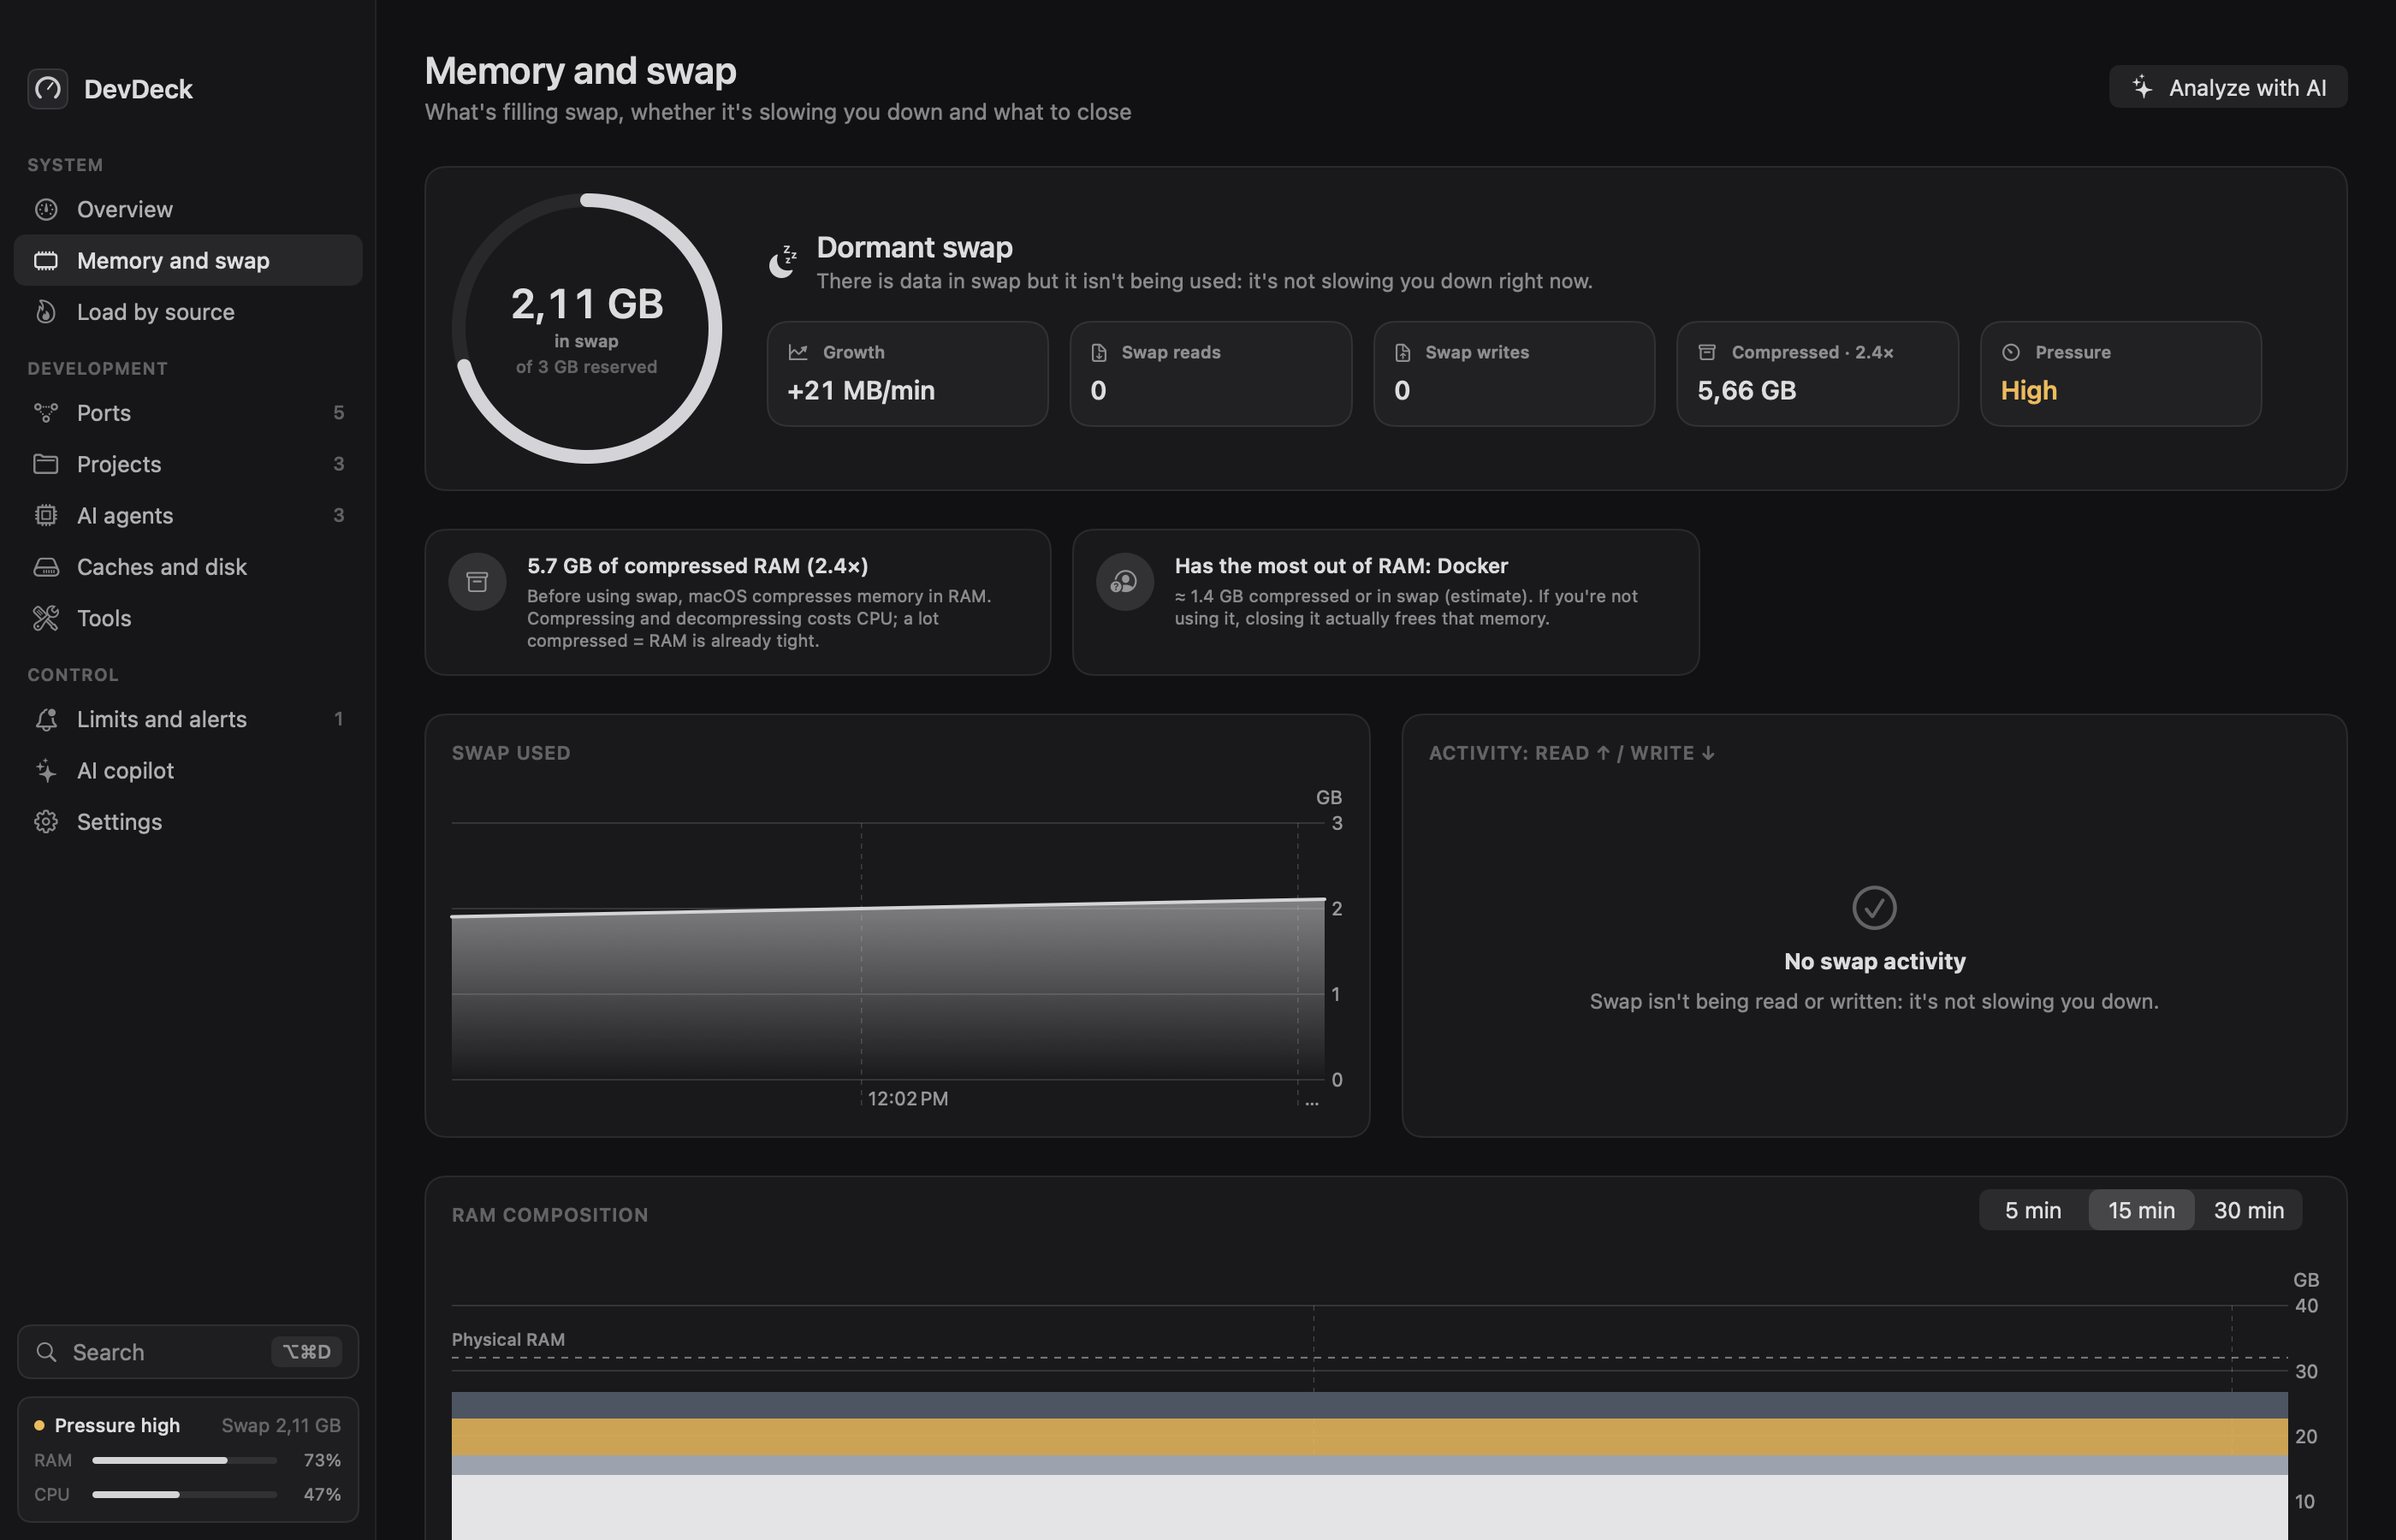 DevDeck
SYSTEM
Overview
Memory and swap
Load by source
DEVELOPMENT
Ports 5
Projects 3
AI agents 3
Caches and disk
Tools
CONTROL
Limits and alerts 1
AI copilot
Settings
Search ⌥⌘D
Pressure high Swap 2,11 GB
RAM 73%
CPU 47%
Memory and swap
What's filling swap, whether it's slowing you down and what to close
Analyze with AI
2,11 GB
in swap
of 3 GB reserved
Dormant swap
There is data in swap but it isn't being used: it's not slowing you down right now.
Growth
+21 MB/min
Swap reads
0
Swap writes
0
Compressed · 2.4×
5,66 GB
Pressure
High
5.7 GB of compressed RAM (2.4×)
Before using swap, macOS compresses memory in RAM.
Compressing and decompressing costs CPU; a lot
compressed = RAM is already tight.
Has the most out of RAM: Docker
≈ 1.4 GB compressed or in swap (estimate). If you're not
using it, closing it actually frees that memory.
SWAP USED
GB
3
2
1
0
12:02 PM
...
ACTIVITY: READ ↑ / WRITE ↓
No swap activity
Swap isn't being read or written: it's not slowing you down.
RAM COMPOSITION
5 min 15 min 30 min
GB
40
Physical RAM
30
20
10